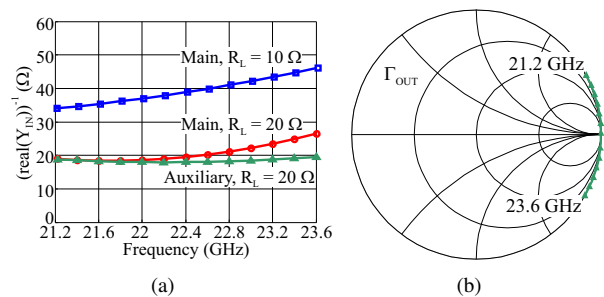 60
50
40
30
20
10
0
(real(Y_IN))^-1 (Ω)
Main, R_L = 10 Ω
Main, R_L = 20 Ω
Auxiliary, R_L = 20 Ω
21.2 21.6 22 22.4 22.8 23.2 23.6
Frequency (GHz)
(a)
Γ_OUT
21.2 GHz
23.6 GHz
(b)